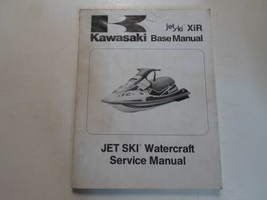 Jet Ski XiR
Kawasaki Base Manual
JET SKI® Watercraft
Service Manual